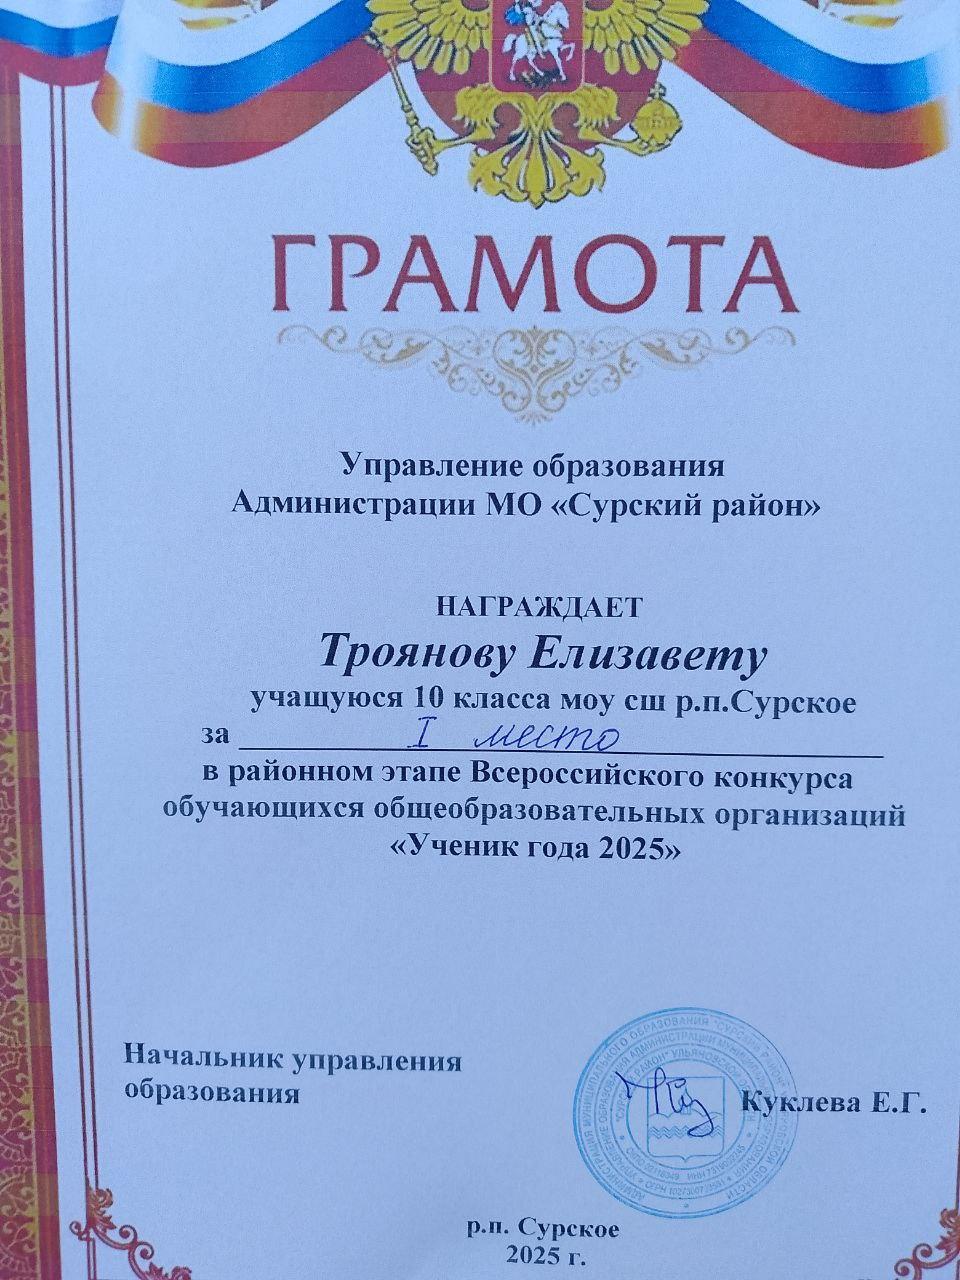 ГРАМОТА
Управление образования
Администрации МО «Сурский район»
НАГРАЖДАЕТ
Троянову Елизавету
учащуюся 10 класса моу сш р.п.Сурское
за I место
в районном этапе Всероссийского конкурса
обучающихся общеобразовательных организаций
«Ученик года 2025»
Начальник управления
образования
Куклева Е.Г.
р.п. Сурское
2025 г.